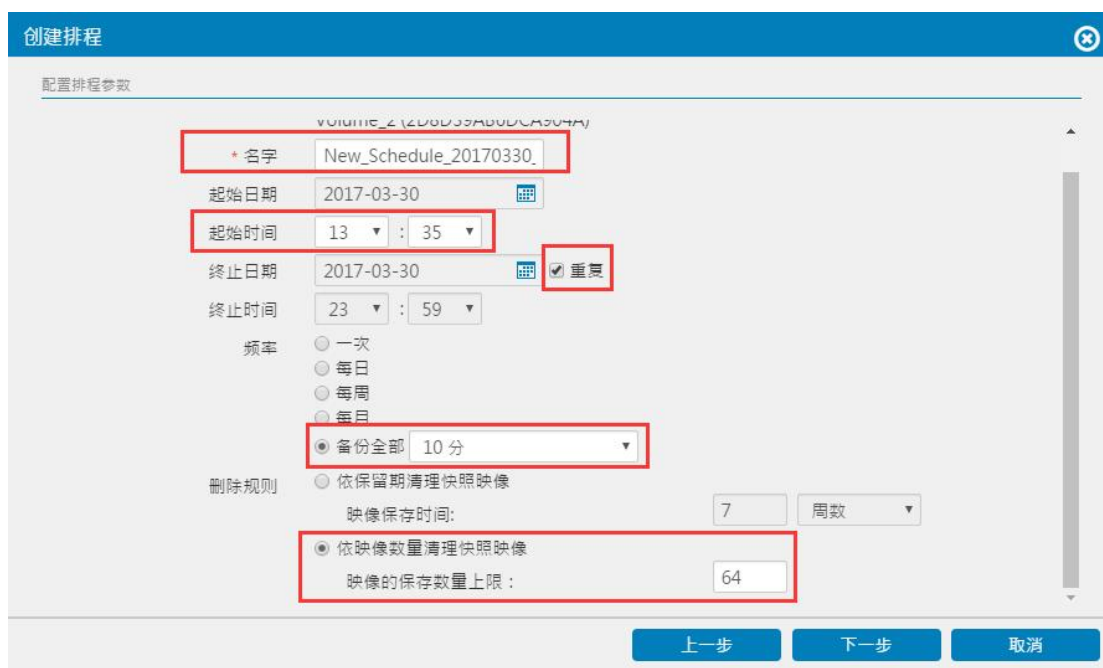 创建排程
配置排程参数
Volume_2 (2D8D59AB0DCA904A)
* 名字 New_Schedule_20170330_
起始日期 2017-03-30
起始时间 13 : 35
终止日期 2017-03-30 重复
终止时间 23 : 59
频率 一次
每日
每周
每月
备份全部 10 分
删除规则 依保留期清理快照映像
映像保存时间: 7 周数
依映像数量清理快照映像
映像的保存数量上限： 64
上一步 下一步 取消